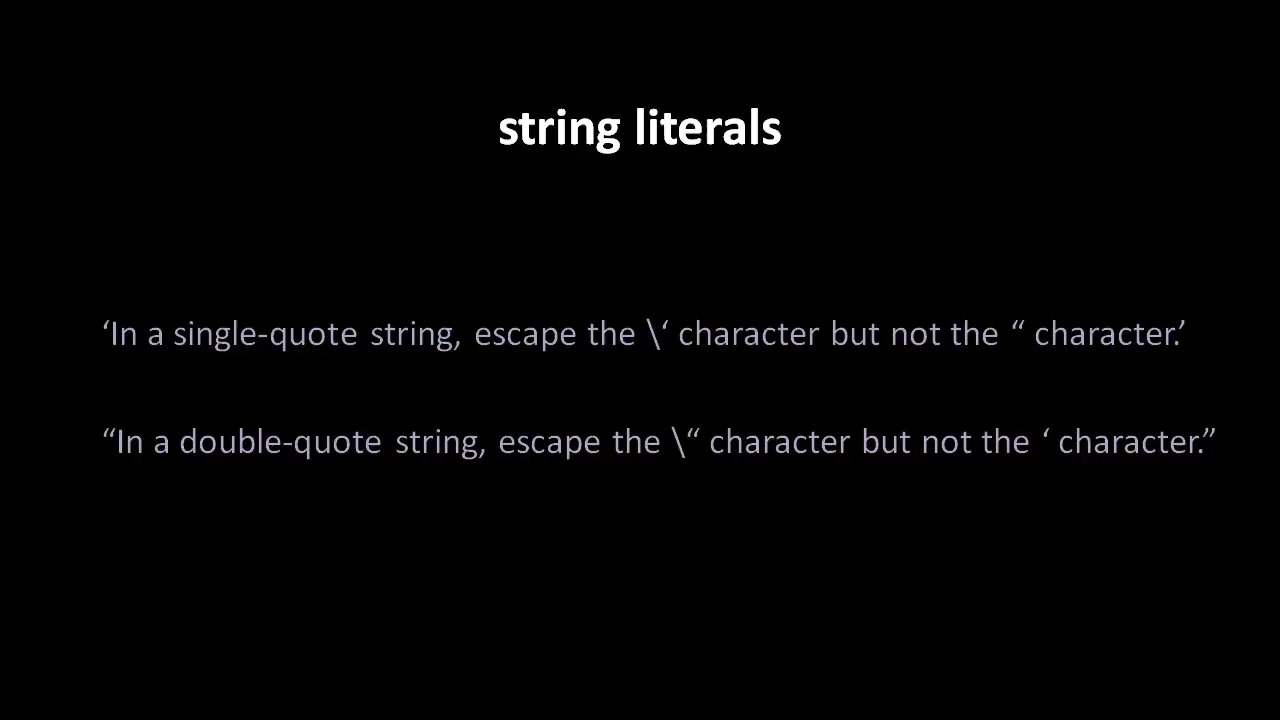 string literals
‘In a single-quote string, escape the \‘ character but not the “ character.’
“In a double-quote string, escape the \“ character but not the ‘ character.”